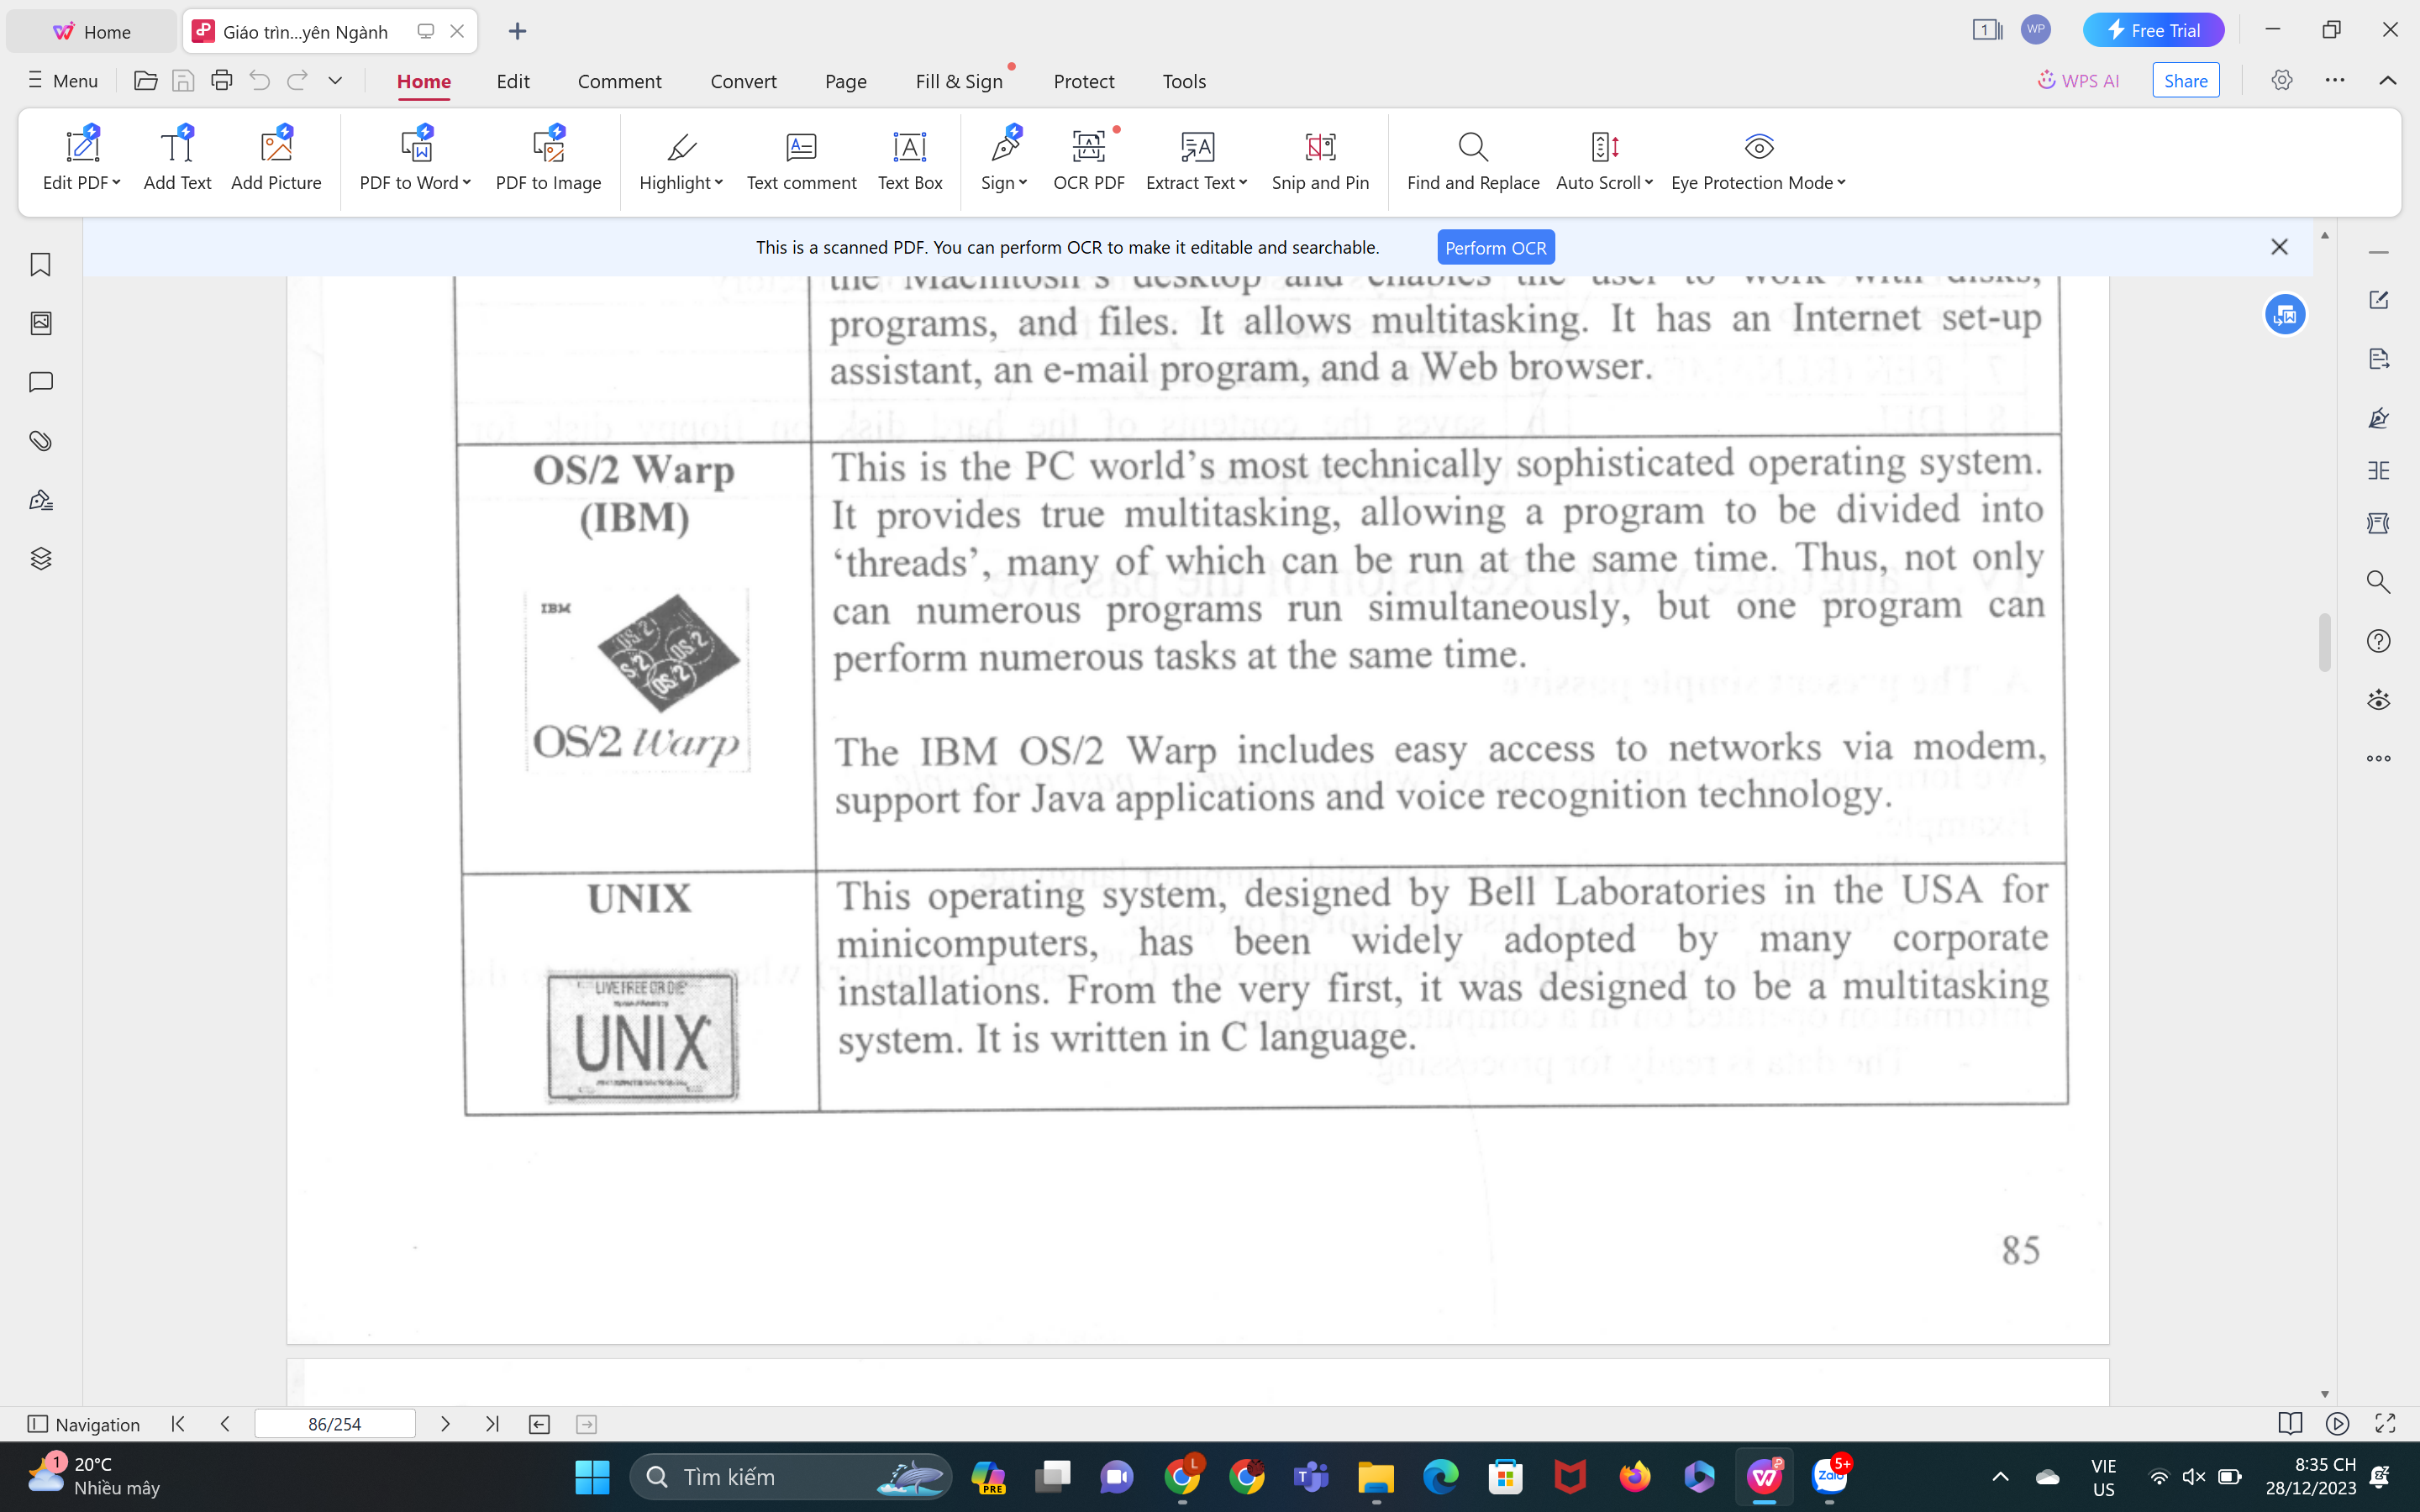 Home
Giáo trìn...yên Ngành
1
WP
Free Trial
Menu
Home
Edit
Comment
Convert
Page
Fill & Sign
Protect
Tools
WPS AI
Share
Edit PDF
Add Text
Add Picture
PDF to Word
PDF to Image
Highlight
Text comment
Text Box
Sign
OCR PDF
Extract Text
Snip and Pin
Find and Replace
Auto Scroll
Eye Protection Mode
This is a scanned PDF. You can perform OCR to make it editable and searchable.
Perform OCR
the Macintosh's desktop and enables the user to work with disks,
programs, and files. It allows multitasking. It has an Internet set-up
assistant, an e-mail program, and a Web browser.
OS/2 Warp
(IBM)
IBM
OS/2
OS/2
S/2
OS/2
OS/2 Warp
This is the PC world's most technically sophisticated operating system.
It provides true multitasking, allowing a program to be divided into
'threads', many of which can be run at the same time. Thus, not only
can numerous programs run simultaneously, but one program can
perform numerous tasks at the same time.
The IBM OS/2 Warp includes easy access to networks via modem,
support for Java applications and voice recognition technology.
UNIX
LIVE FREE OR DIE
UNIX
This operating system, designed by Bell Laboratories in the USA for
minicomputers, has been widely adopted by many corporate
installations. From the very first, it was designed to be a multitasking
system. It is written in C language.
85
Navigation
86/254
1
20°C
Nhiều mây
Tìm kiếm
PRE
L
Zalo
5+
VIE
US
8:35 CH
28/12/2023